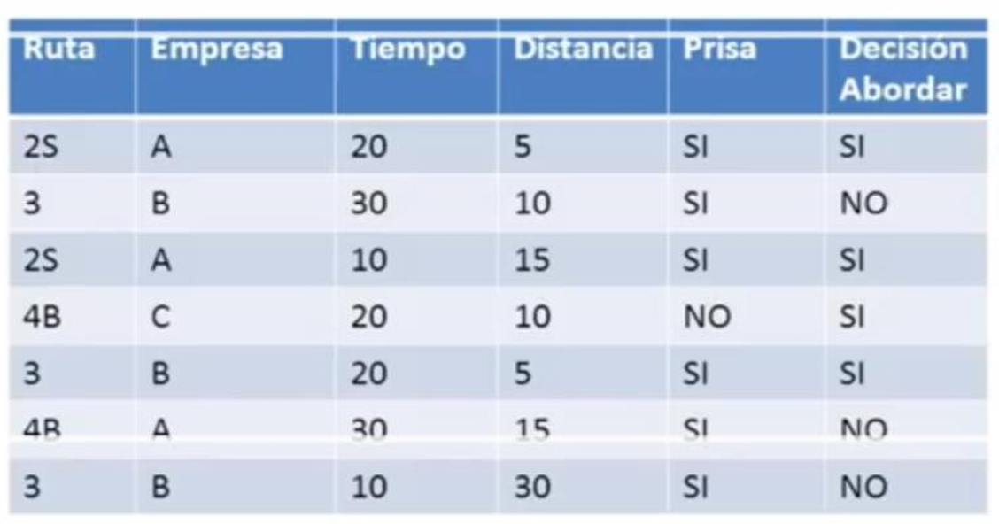 Ruta Empresa Tiempo Distancia Prisa Decisión
Abordar
2S A 20 5 SI SI
3 B 30 10 SI NO
2S A 10 15 SI SI
4B C 20 10 NO SI
3 B 20 5 SI SI
4B A 30 15 SI NO
3 B 10 30 SI NO